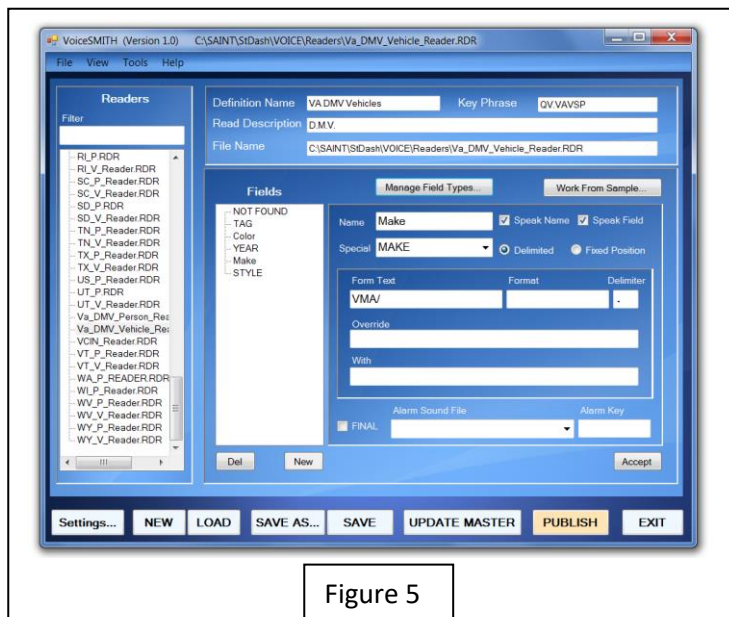 VoiceSMITH (Version 1.0) C:\SAINT\StDash\VOICE\Readers\Va_DMV_Vehicle_Reader.RDR
File View Tools Help
Readers
Filter
RI_P.RDR
RI_V_Reader.RDR
SC_P_Reader.RDR
SC_V_Reader.RDR
SD_P.RDR
SD_V_Reader.RDR
TN_P_Reader.RDR
TN_V_Reader.RDR
TX_P_Reader.RDR
TX_V_Reader.RDR
US_P_Reader.RDR
UT_P.RDR
UT_V_Reader.RDR
Va_DMV_Person_Rea
Va_DMV_Vehicle_Rea
VCIN_Reader.RDR
VT_P_Reader.RDR
VT_V_Reader.RDR
WA_P_READER.RDR
WI_P_Reader.RDR
WV_P_Reader.RDR
WV_V_Reader.RDR
WY_P_Reader.RDR
WY_V_Reader.RDR
Definition Name VA DMV Vehicles Key Phrase QV.VAVSP
Read Description D.M.V.
File Name C:\SAINT\StDash\VOICE\Readers\Va_DMV_Vehicle_Reader.RDR
Fields
NOT FOUND
TAG
Color
YEAR
Make
STYLE
Del New
Manage Field Types... Work From Sample...
Name Make Speak Name Speak Field
Special MAKE Delimited Fixed Position
Form Text Format Delimiter
VMA/ .
Override
With
Alarm Sound File Alarm Key
FINAL
Accept
Settings... NEW LOAD SAVE AS... SAVE UPDATE MASTER PUBLISH EXIT
Figure 5